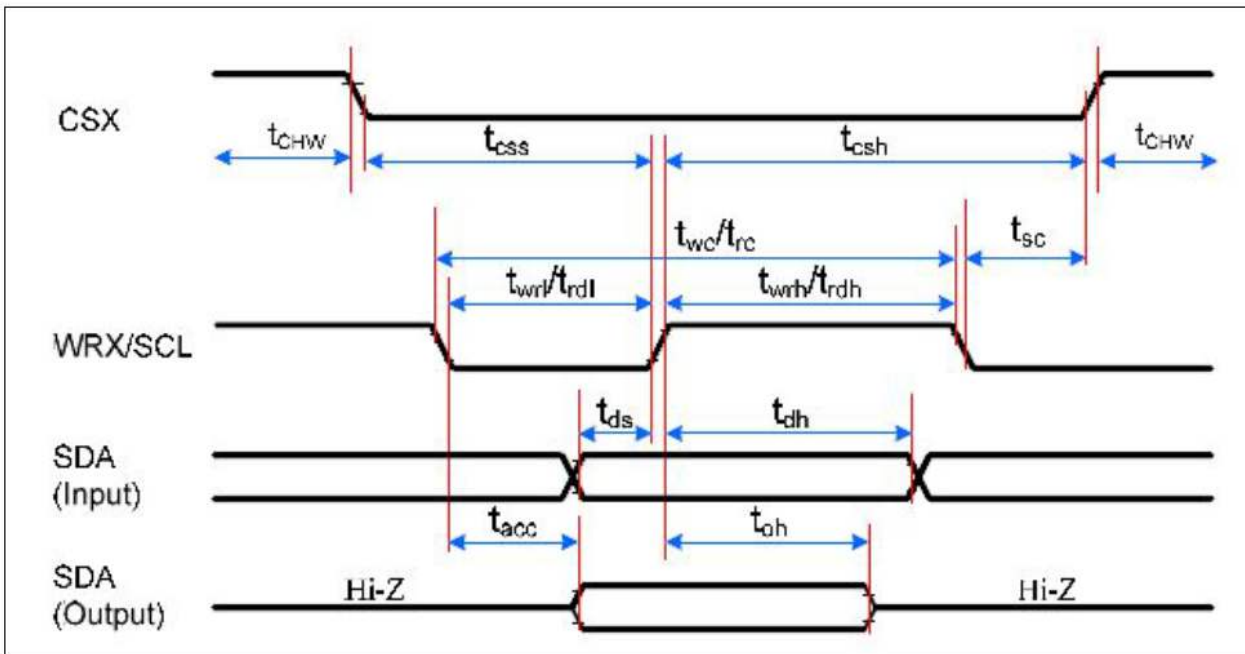 CSX
tCHW
tcss
tcsh
tCHW
twc/trc
tsc
twrl/trdl
twrh/trdh
WRX/SCL
tds
tdh
SDA
(Input)
tacc
toh
SDA
(Output)
Hi-Z
Hi-Z